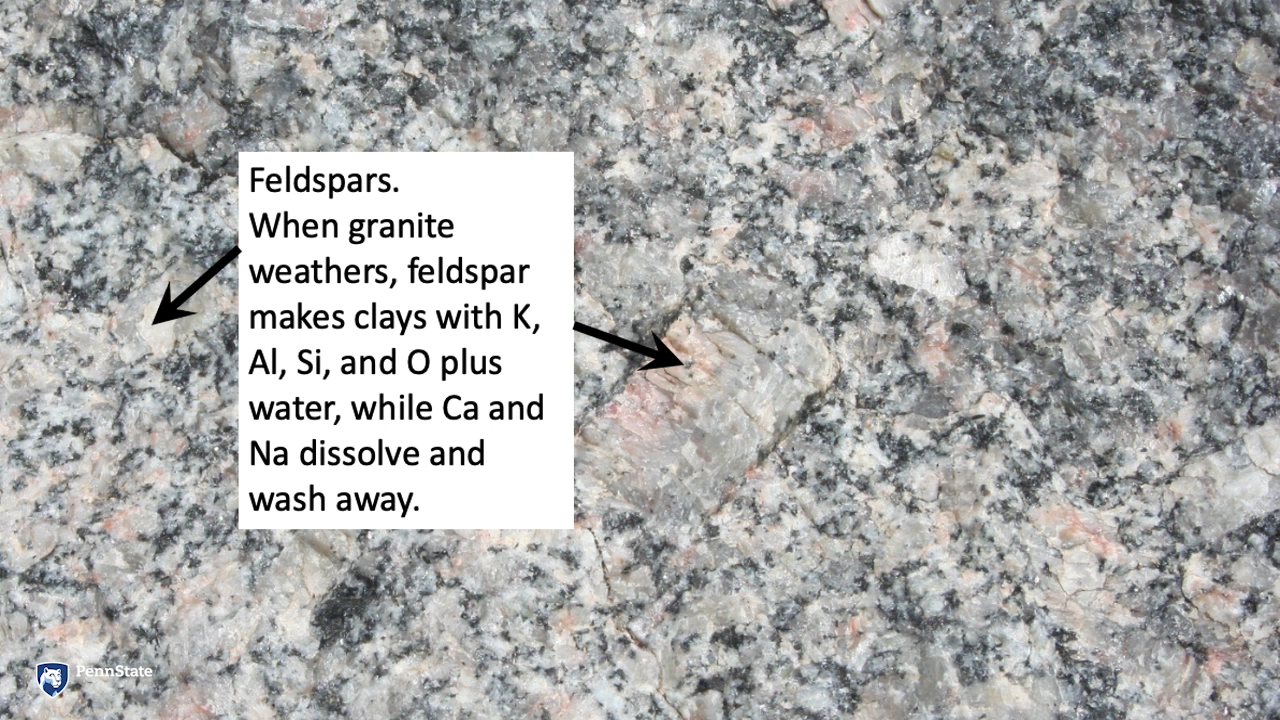 Feldspars.
When granite
weathers, feldspar
makes clays with K,
Al, Si, and O plus
water, while Ca and
Na dissolve and
wash away.
PennState